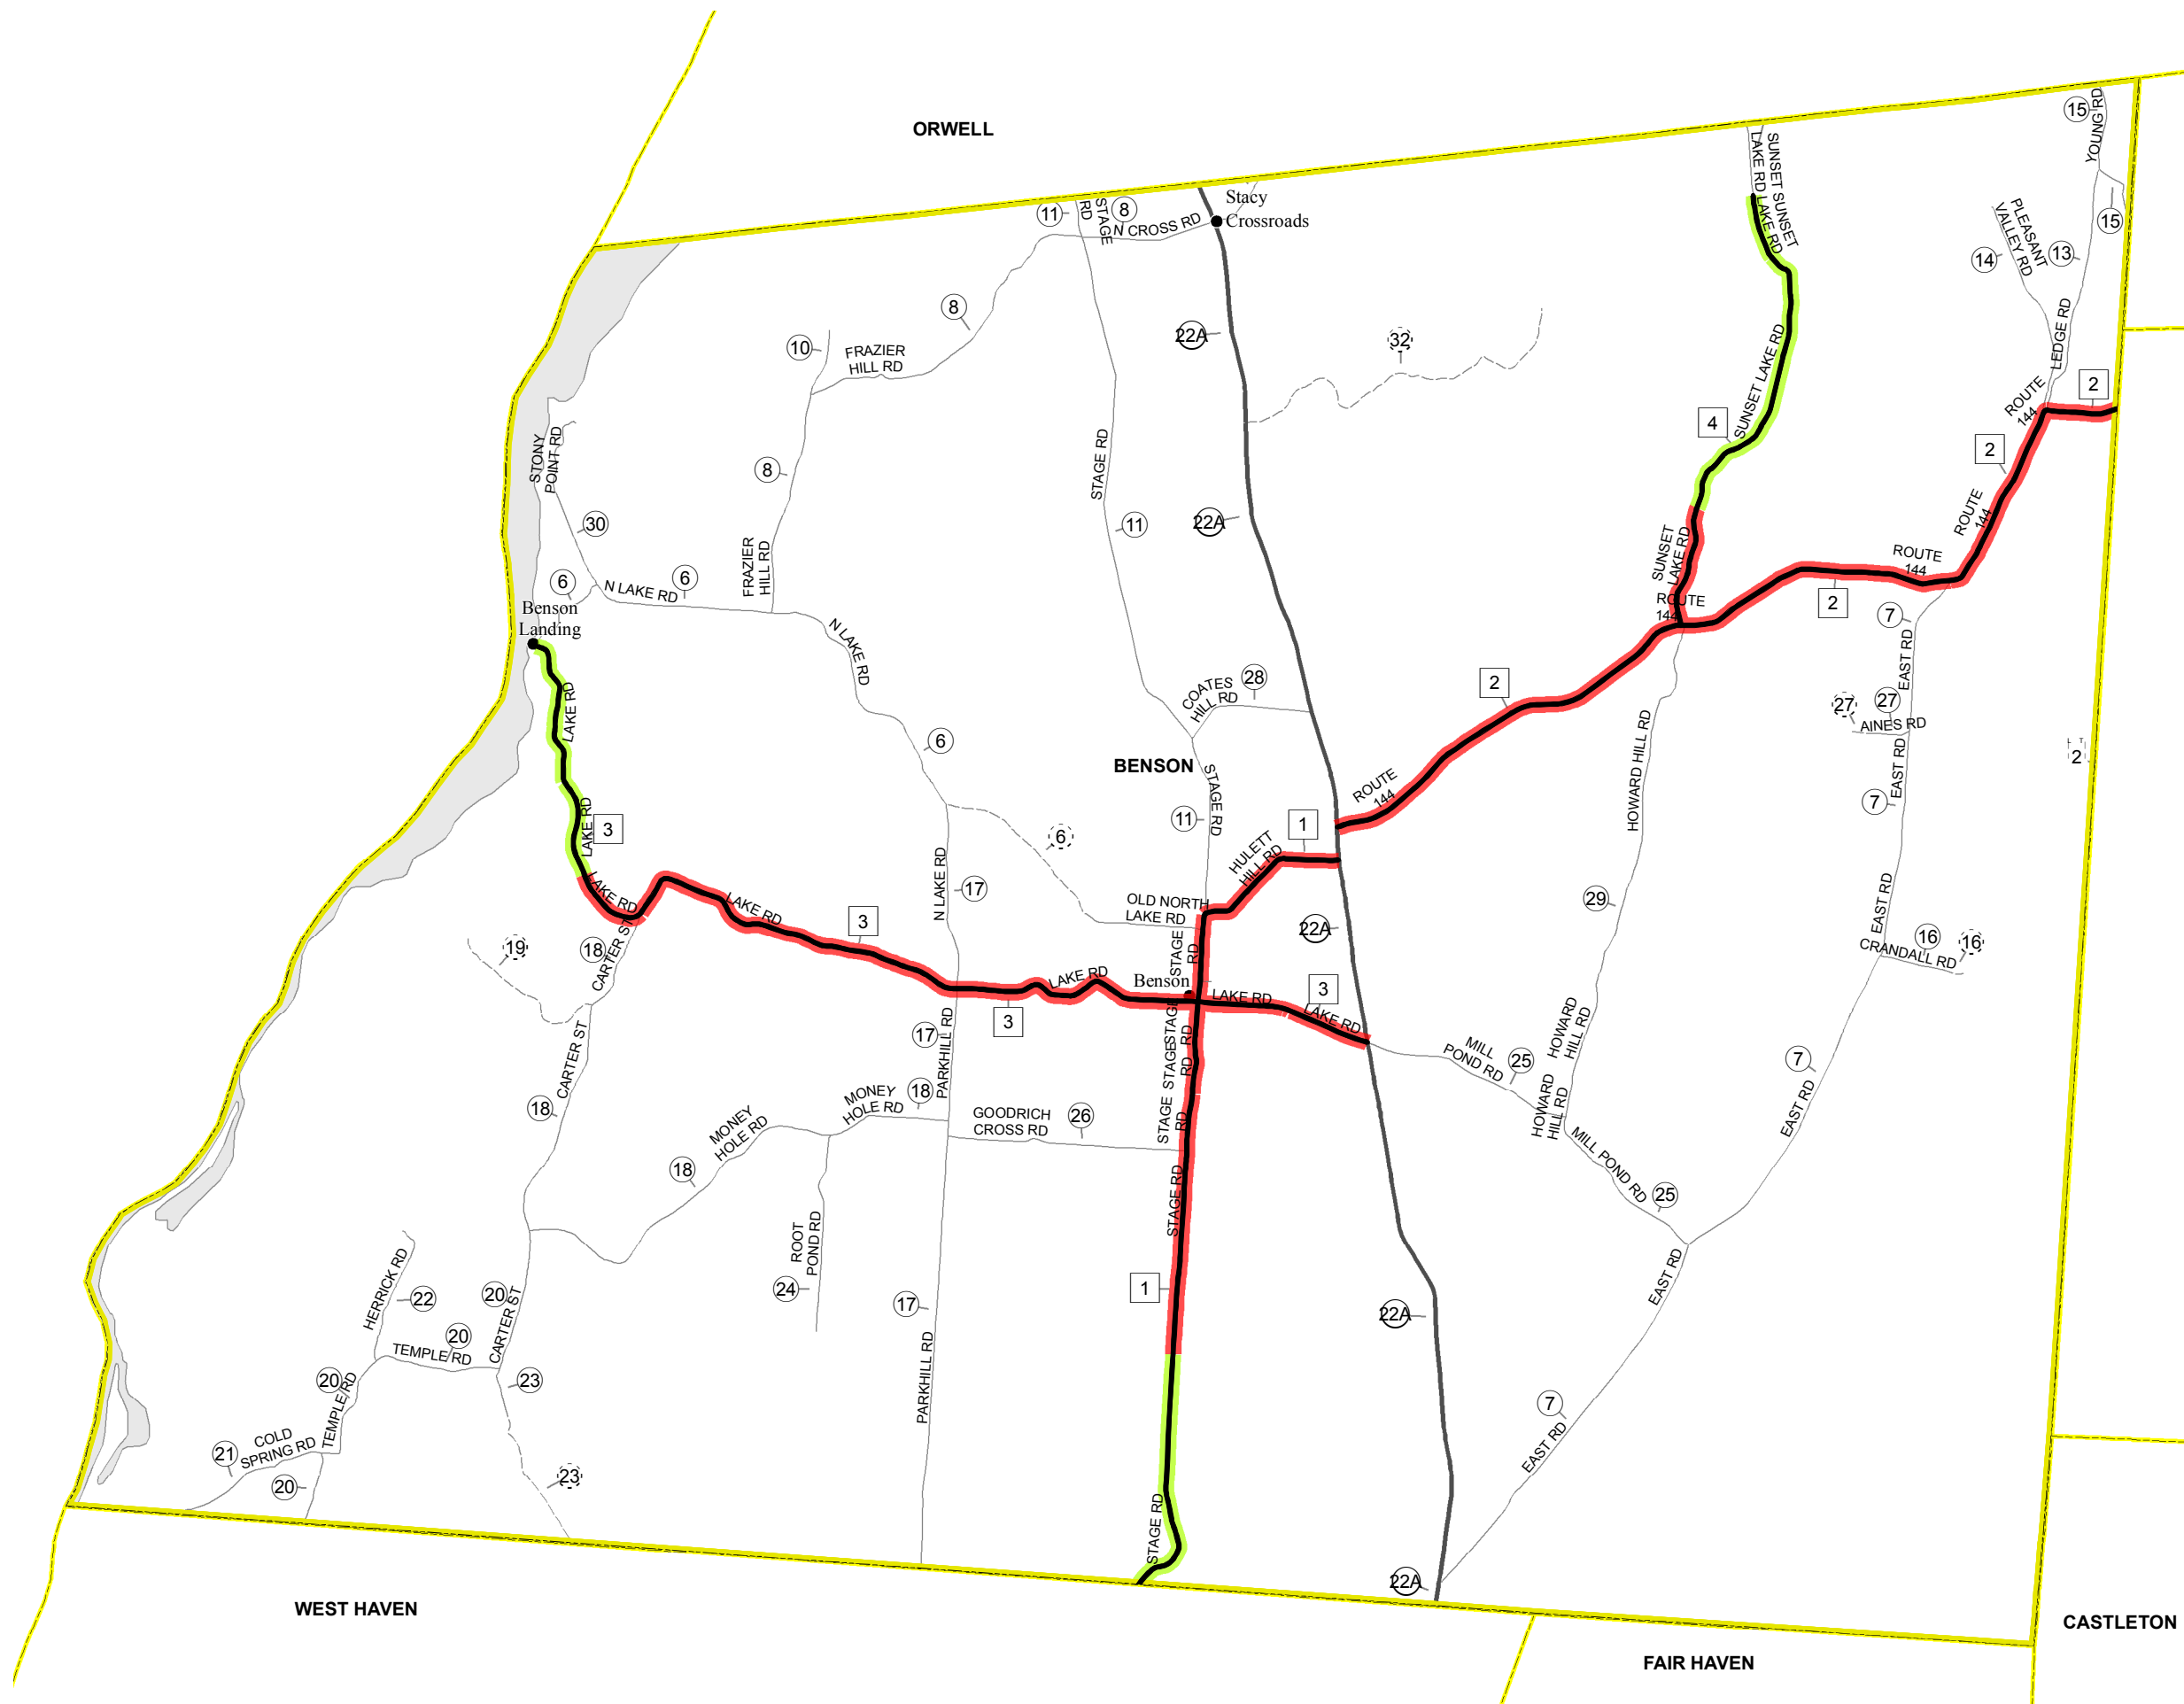 ORWELL
15
YOUNG RD
15
SUNSET
LAKE RD
SUNSET
LAKE RD
SUNSET
Stacy
Crossroads
11
STAGE
RD
8
N CROSS RD
PLEASANT
VALLEY RD
14
13
8
22A
32
10
FRAZIER
HILL RD
SUNSET LAKE RD
LEDGE RD
ROUTE
144
2
4
2
STONY
POINT RD
8
STAGE RD
11
22A
30
ROUTE
144
SUNSET
LAKE RD
ROUTE
144
FRAZIER
HILL RD
6
N LAKE RD
6
Benson
Landing
ROUTE
144
2
7
N LAKE RD
EAST RD
COATES
HILL RD
28
2
LAKE RD
27
27
AINES RD
6
HOWARD HILL RD
EAST RD
2
BENSON
STAGE RD
ROUTE
144
7
11
1
LAKE RD
3
6
HULETT
HILL RD
N LAKE RD
17
LAKE RD
LAKE RD
3
OLD NORTH
LAKE RD
29
EAST RD
22A
16
16
CRANDALL RD
19
18
CARTER ST
STAGE
RD
LAKE RD
Benson
LAKE RD
3
LAKE RD
3
17
PARKHILL RD
STAGE
RD
STAGE
RD
STAGE
RD
HOWARD
HILL RD
MILL
POND RD
25
CARTER ST
18
7
HOWARD
HILL RD
EAST RD
MONEY
HOLE RD
18
GOODRICH
CROSS RD
26
MONEY
HOLE RD
18
MILL POND RD
25
STAGE RD
ROOT
POND RD
24
HERRICK RD
22
20
CARTER ST
17
1
22A
EAST RD
20
TEMPLE RD
20
TEMPLE RD
23
PARKHILL RD
7
EAST RD
21
COLD
SPRING RD
20
23
STAGE RD
22A
WEST HAVEN
CASTLETON
FAIR HAVEN